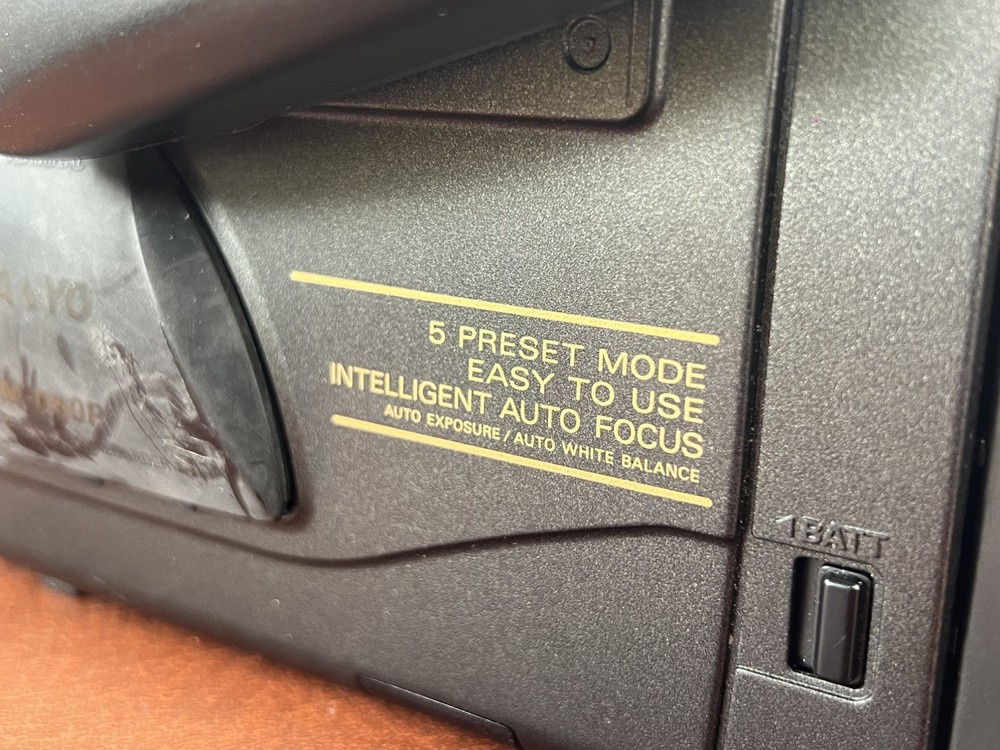 5 PRESET MODE
EASY TO USE
INTELLIGENT AUTO FOCUS
AUTO EXPOSURE / AUTO WHITE BALANCE
BATT